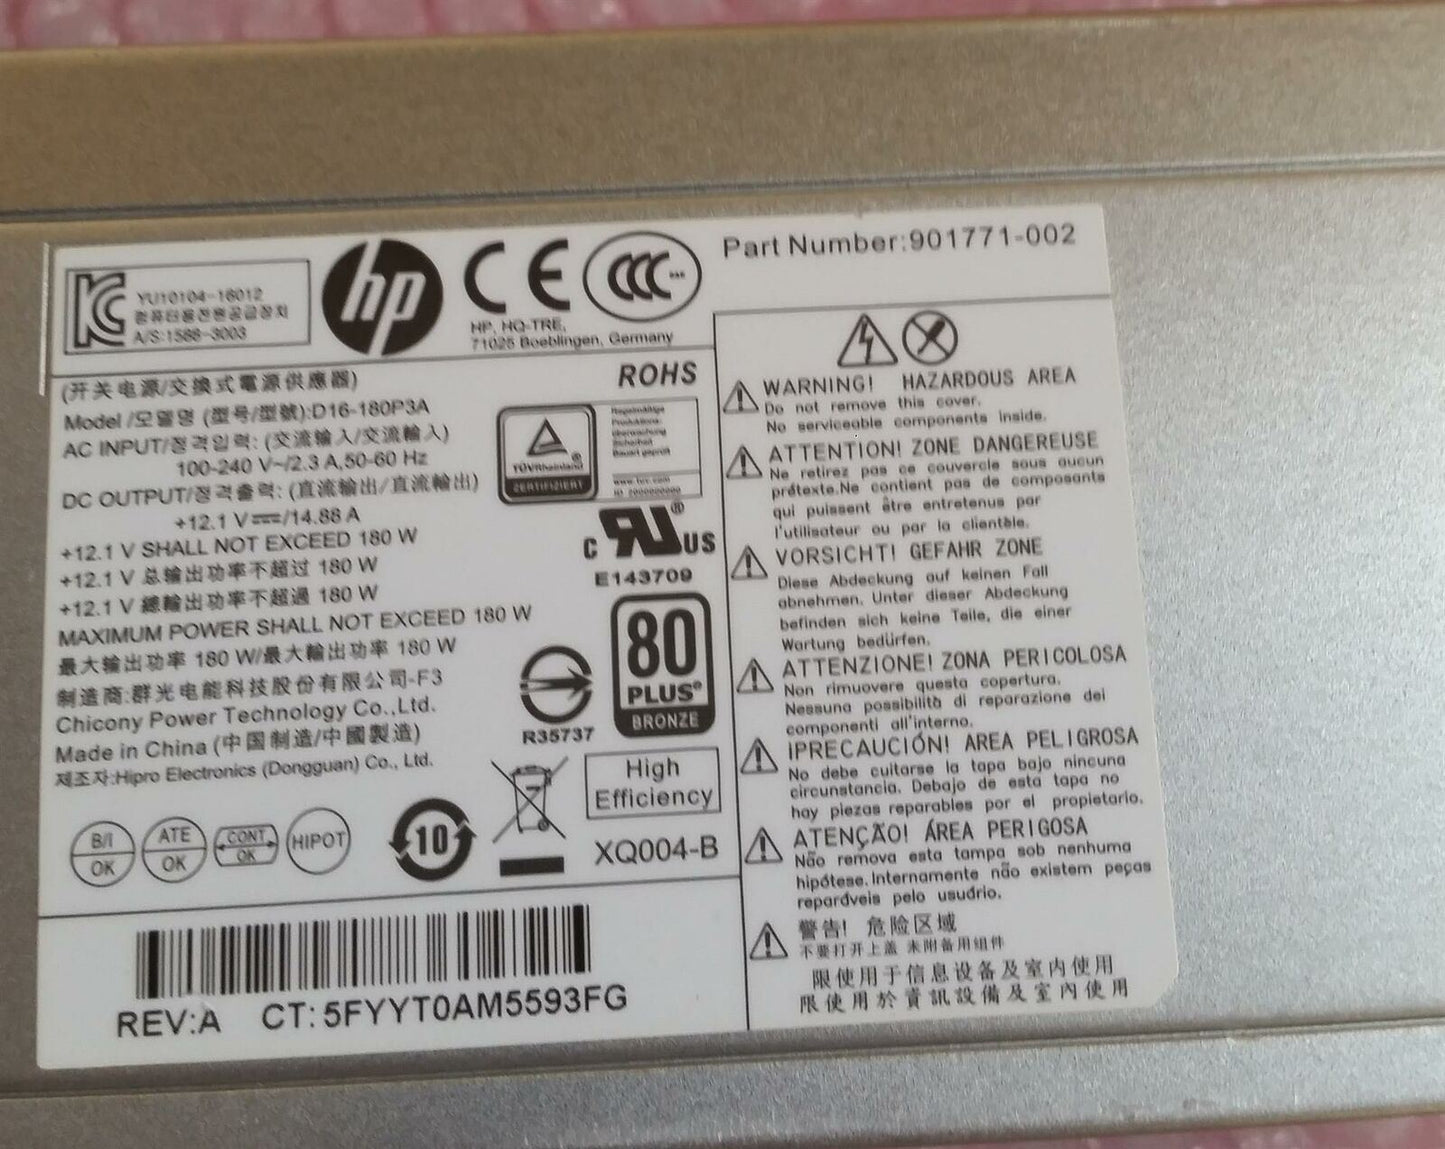 Part Number:901771-002
YU10104-16012
컴퓨터용전원공급장치
A/S:1588-3003
hp
CE
CCC
HP, HQ-TRE,
71025 Boeblingen, Germany
(开关电源/交換式電源供應器)
ROHS
Model /모델명 (型号/型號):D16-180P3A
AC INPUT/정격입력: (交流输入/交流輸入)
100-240 V~/2.3 A,50-60 Hz
DC OUTPUT/정격출력: (直流输出/直流輸出)
+12.1 V⎓/14.88 A
+12.1 V SHALL NOT EXCEED 180 W
+12.1 V 总输出功率不超过 180 W
+12.1 V 總輸出功率不超過 180 W
MAXIMUM POWER SHALL NOT EXCEED 180 W
最大输出功率 180 W/最大輸出功率 180 W
制造商:群光电能科技股份有限公司-F3
Chicony Power Technology Co.,Ltd.
Made in China (中国制造/中國製造)
제조자:Hipro Electronics (Dongguan) Co., Ltd.
TÜVRheinland
ZERTIFIZIERT
Regelmäßige
Produktions-
überwachung
Sicherheit
Bauart geprüft
www.tuv.com
ID 2000000000
C US
E143709
80
PLUS®
BRONZE
R35737
High
Efficiency
XQ004-B
B/I
OK
ATE
OK
CONT
OK
HIPOT
10
REV:A CT: 5FYYT0AM5593FG
WARNING! HAZARDOUS AREA
Do not remove this cover.
No serviceable components inside.
ATTENTION! ZONE DANGEREUSE
Ne retirez pas ce couvercle sous aucun
prétexte.Ne contient pas de composants
qui puissent être entretenus par
l'utilisateur ou par la clientèle.
VORSICHT! GEFAHR ZONE
Diese Abdeckung auf keinen Fall
abnehmen. Unter dieser Abdeckung
befinden sich keine Teile, die einer
Wartung bedürfen.
ATTENZIONE! ZONA PERICOLOSA
Non rimuovere questa copertura.
Nessuna possibilità di riparazione dei
componenti all'interno.
¡PRECAUCIÓN! AREA PELIGROSA
No debe cuitarse la tapa bajo ninguna
circunstancia. Debajo de esta tapa no
hay piezas reparables por el propietario.
ATENÇÃO! ÁREA PERIGOSA
Não remova esta tampa sob nenhuma
hipótese.Internamente não existem peças
reparáveis pelo usuário.
警告! 危险区域
不要打开上盖 未附备用组件
限使用于信息设备及室内使用
限使用於資訊設備及室內使用